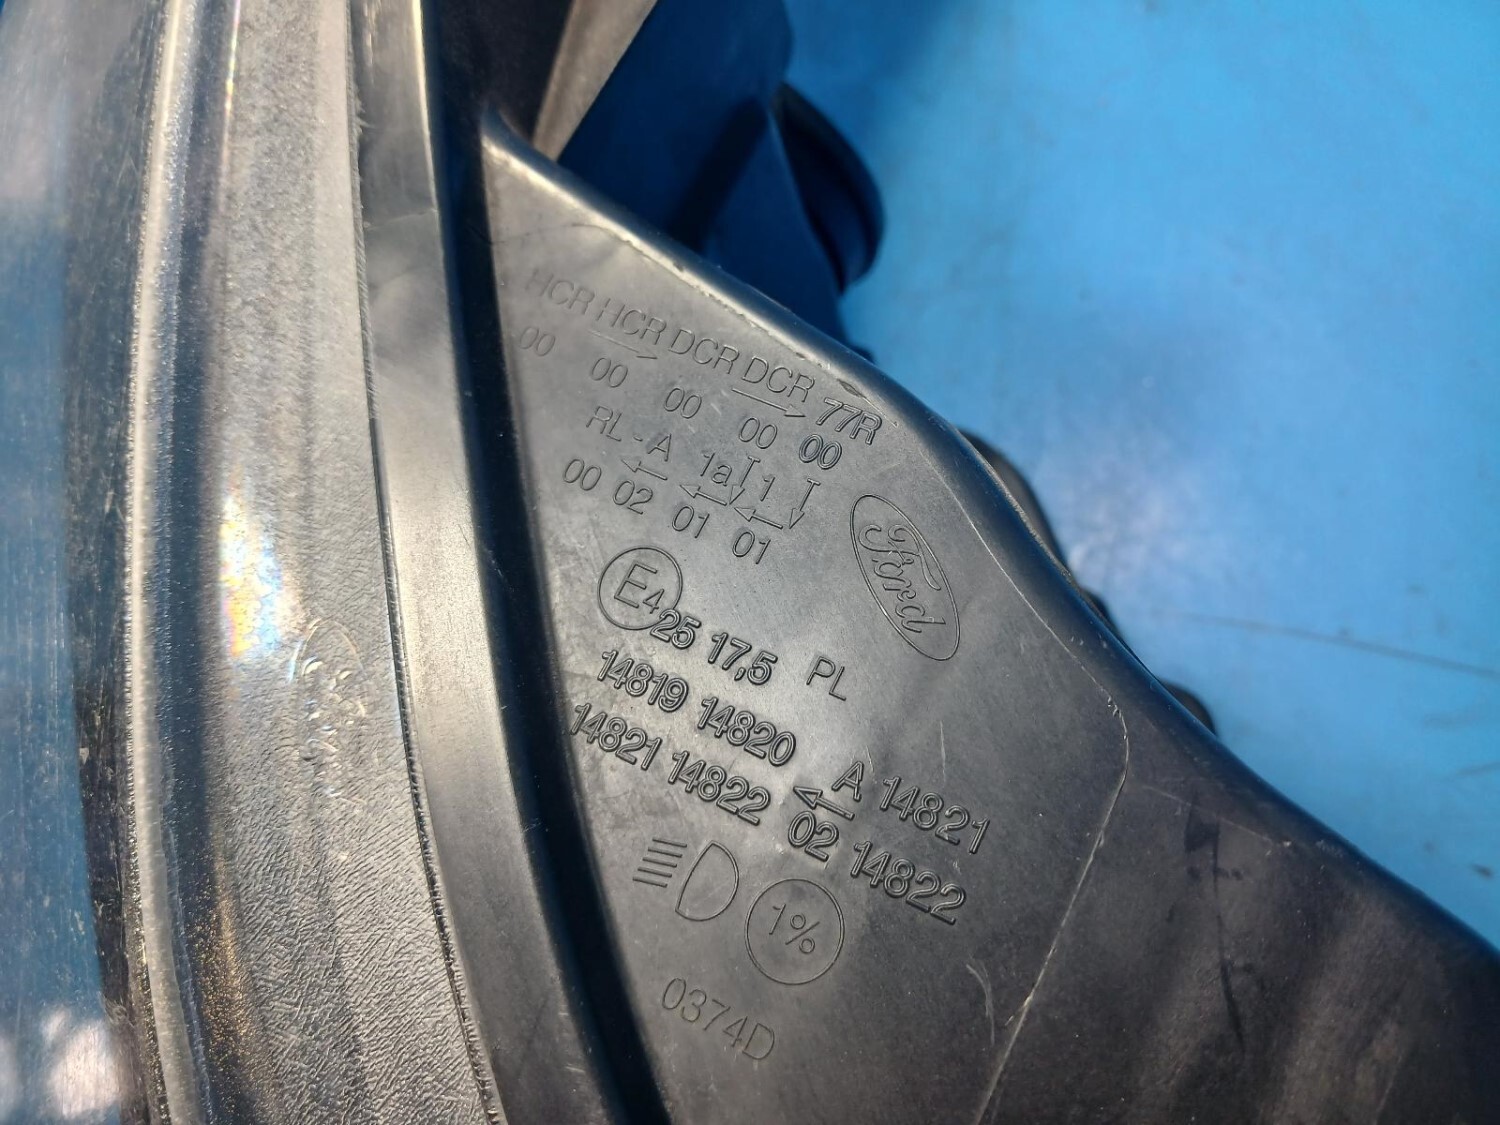 HCR HCR DCR DCR 77R
00 00 00 00 00
RL - A 1a 1
00 02 01 01
Ford
E4 25 17,5 PL
14819 14820 A 14821
14821 14822 02 14822
1%
0374D